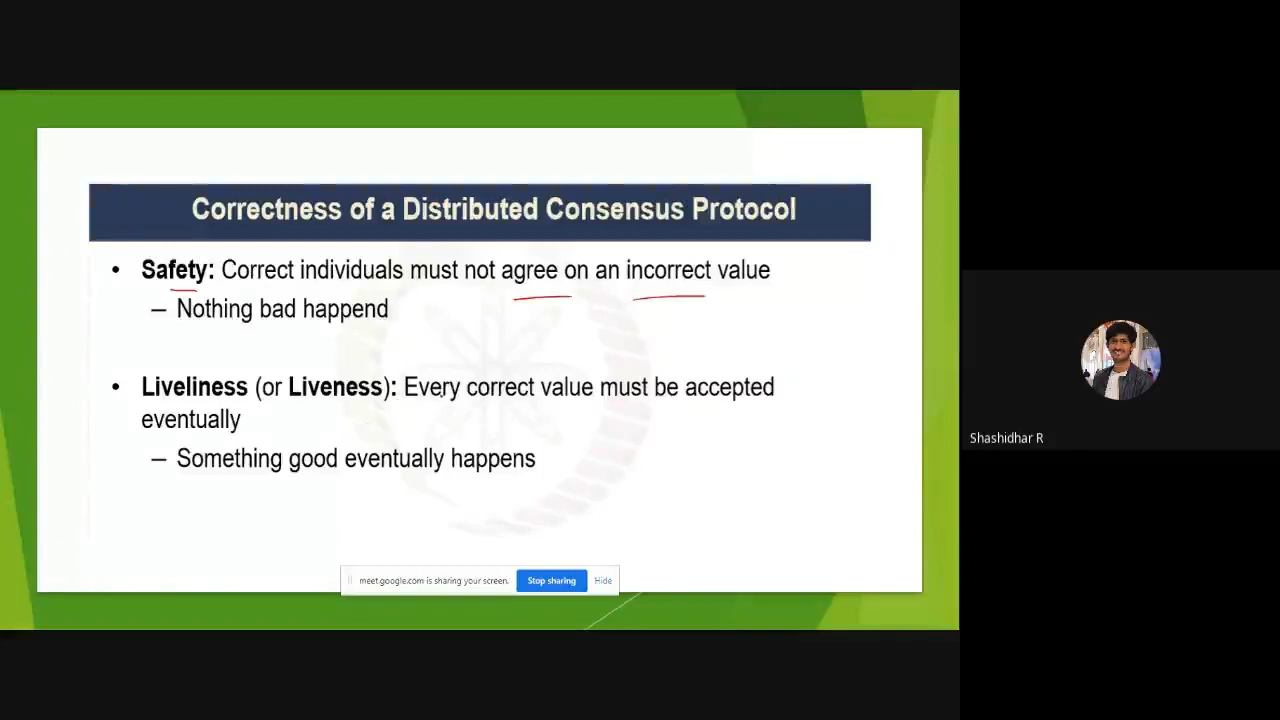 Correctness of a Distributed Consensus Protocol
• Safety: Correct individuals must not agree on an incorrect value
– Nothing bad happend
• Liveliness (or Liveness): Every correct value must be accepted
eventually
– Something good eventually happens
meet.google.com is sharing your screen. Stop sharing Hide
Shashidhar R